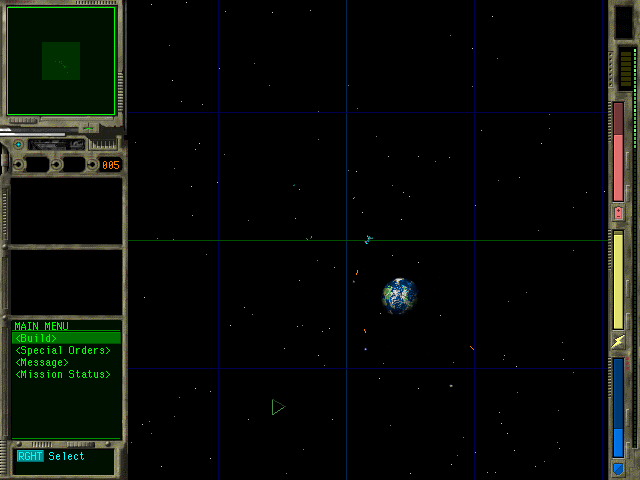 005
MAIN MENU
<Build>
<Special Orders>
<Message>
<Mission Status>
RGHT Select